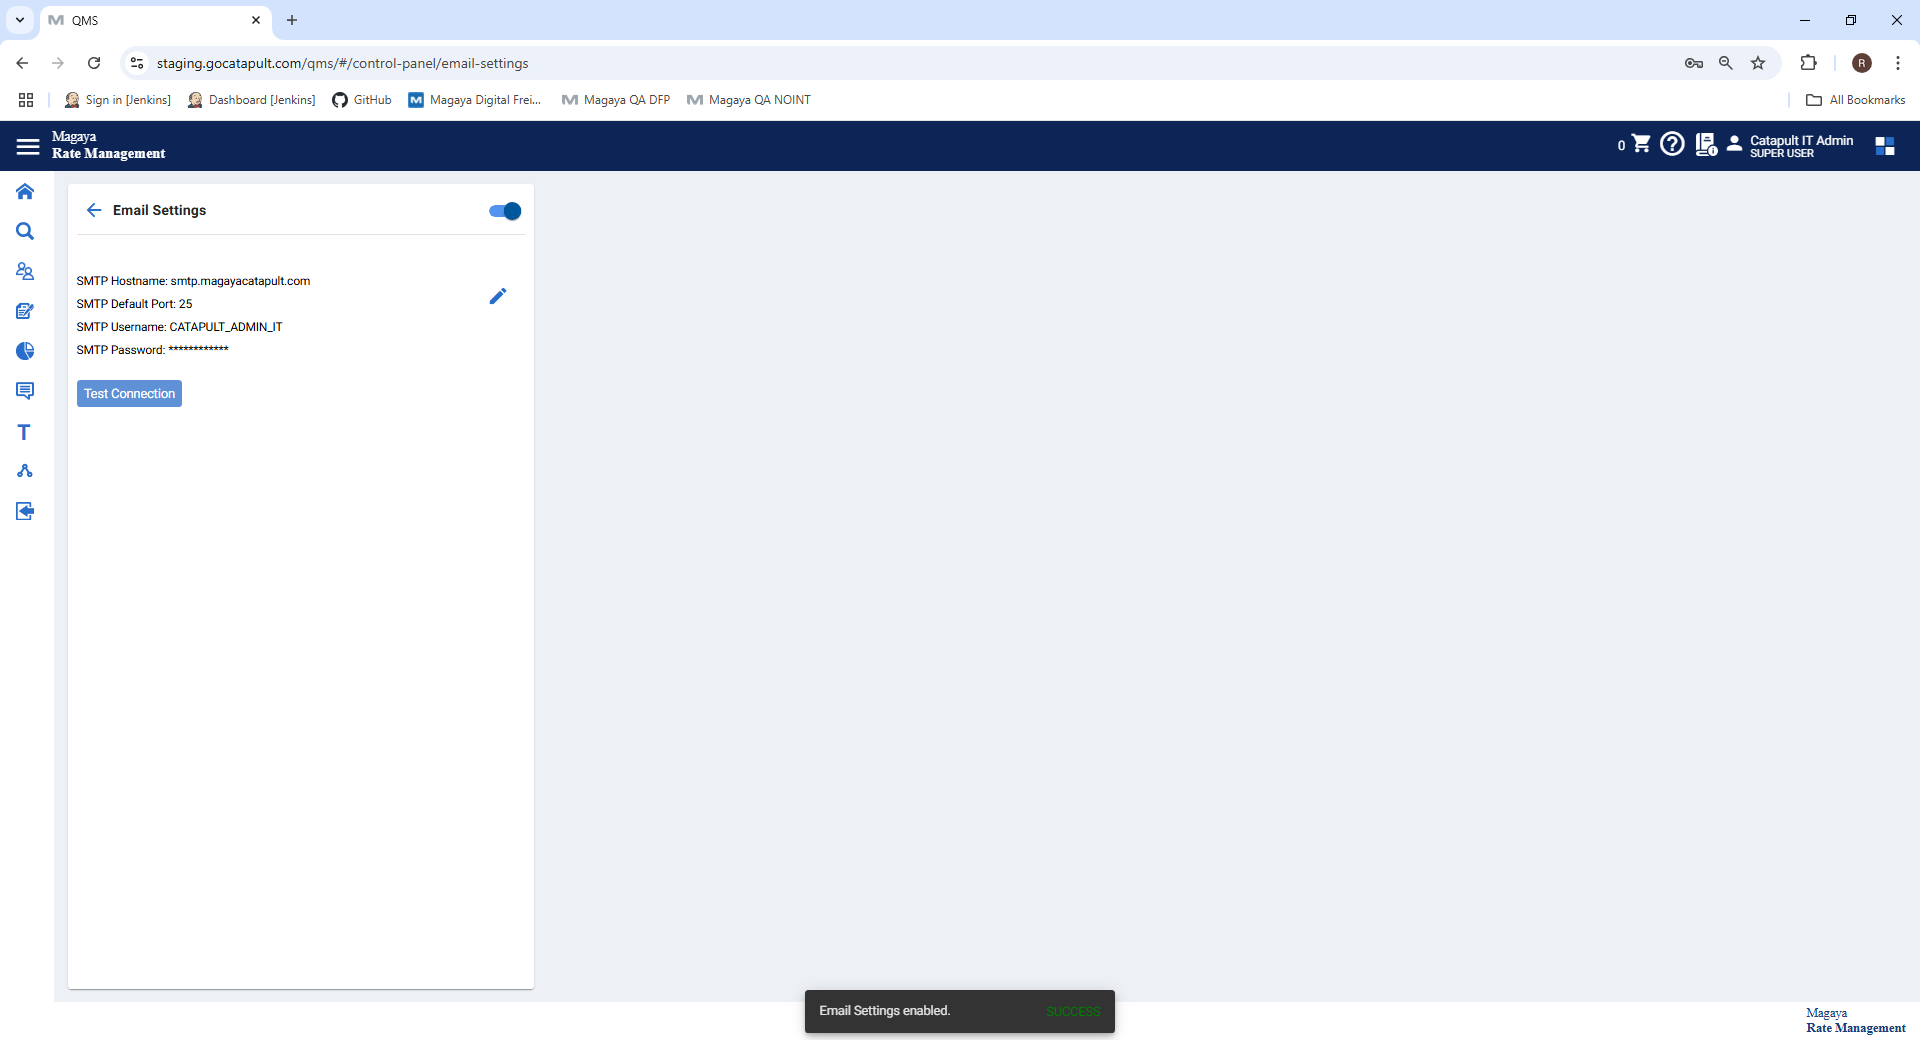 QMS
staging.gocatapult.com/qms/#/control-panel/email-settings
R
Sign in [Jenkins]
Dashboard [Jenkins]
GitHub
Magaya Digital Frei...
Magaya QA DFP
Magaya QA NOINT
All Bookmarks
Magaya
Rate Management
0
Catapult IT Admin
SUPER USER
Email Settings
SMTP Hostname: smtp.magayacatapult.com
SMTP Default Port: 25
SMTP Username: CATAPULT_ADMIN_IT
SMTP Password: ************
Test Connection
T
Email Settings enabled.
SUCCESS
Magaya
Rate Management